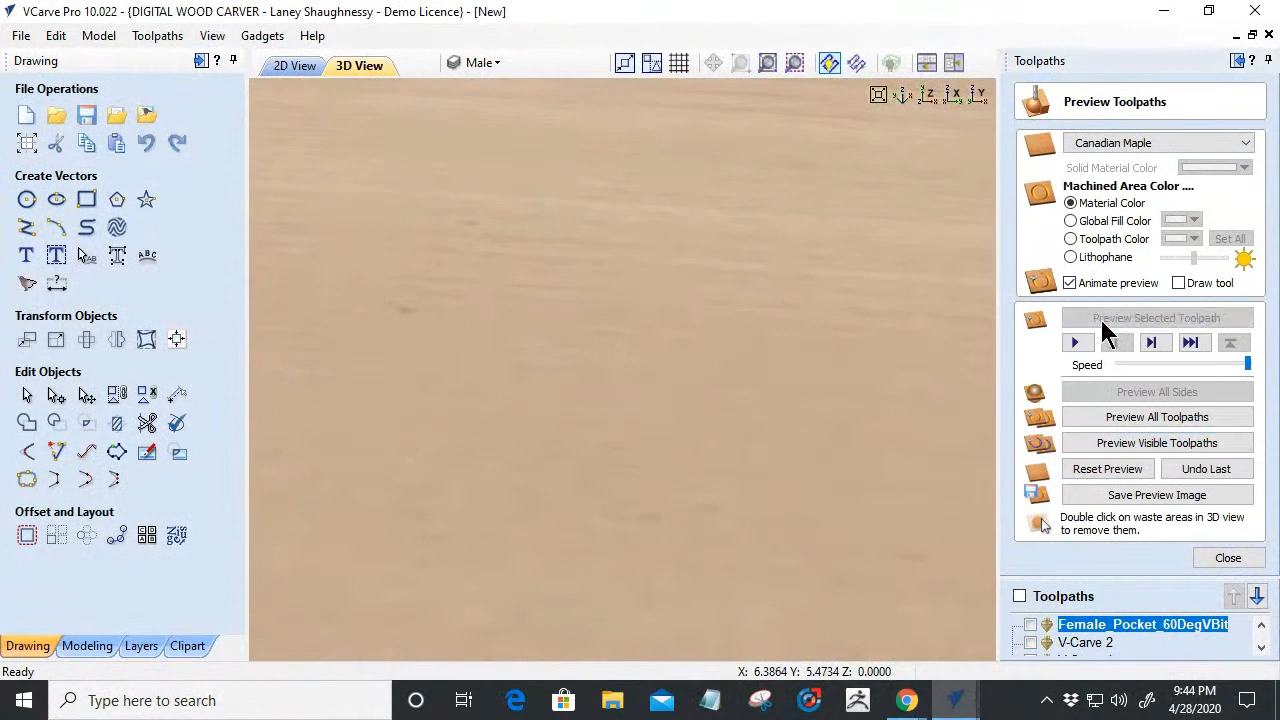 VCarve Pro 10.022 - {DIGITAL WOOD CARVER - Laney Shaughnessy - Demo Licence} - [New]
File Edit Model Toolpaths View Gadgets Help
Drawing
File Operations
Create Vectors
Transform Objects
Edit Objects
Offset and Layout
Drawing Modeling Layers Clipart
2D View 3D View
Male
Z X Y
Toolpaths
Preview Toolpaths
Canadian Maple
Solid Material Color
Machined Area Color ....
Material Color
Global Fill Color
Toolpath Color Set All
Lithophane
Animate preview Draw tool
Preview Selected Toolpath
Speed
Preview All Sides
Preview All Toolpaths
Preview Visible Toolpaths
Reset Preview Undo Last
Save Preview Image
Double click on waste areas in 3D view
to remove them.
Close
Toolpaths
Female_Pocket_60DegVBit
V-Carve 2
Ready
X: 6.3864 Y: 5.4734 Z: 0.0000
Type here to search
9:44 PM
4/28/2020